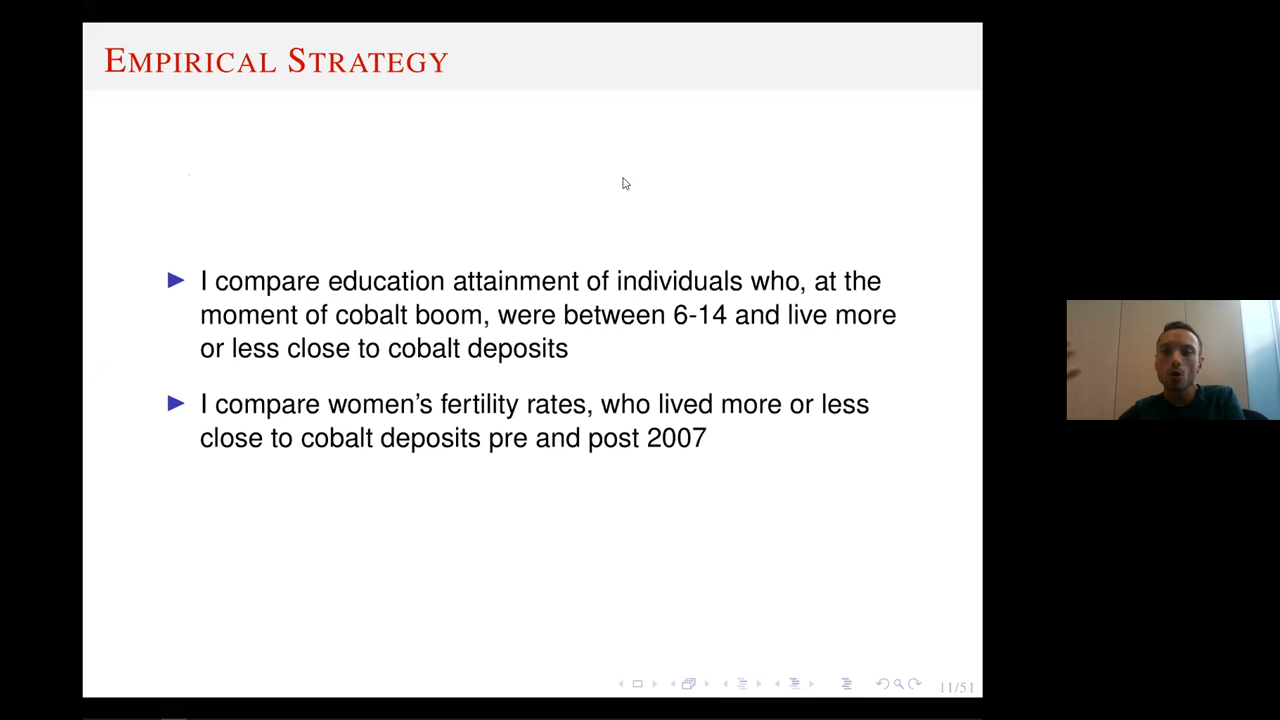 EMPIRICAL STRATEGY
I compare education attainment of individuals who, at the
moment of cobalt boom, were between 6-14 and live more
or less close to cobalt deposits
I compare women's fertility rates, who lived more or less
close to cobalt deposits pre and post 2007
11/51